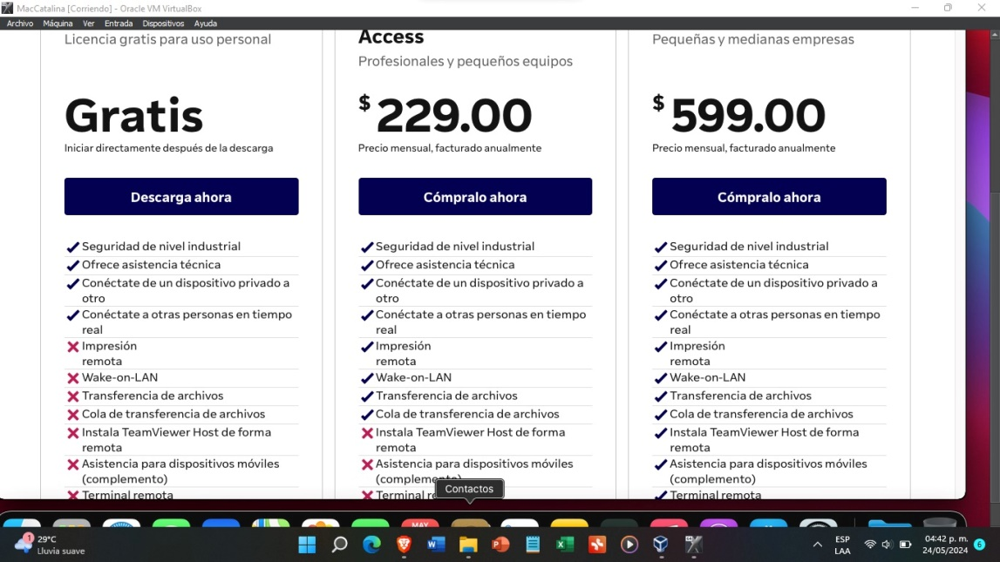 MacCatalina [Corriendo] - Oracle VM VirtualBox
Archivo Máquina Ver Entrada Dispositivos Ayuda
Licencia gratis para uso personal
Gratis
Iniciar directamente después de la descarga
Descarga ahora
Seguridad de nivel industrial
Ofrece asistencia técnica
Conéctate de un dispositivo privado a
otro
Conéctate a otras personas en tiempo
real
Impresión
remota
Wake-on-LAN
Transferencia de archivos
Cola de transferencia de archivos
Instala TeamViewer Host de forma
remota
Asistencia para dispositivos móviles
(complemento)
Terminal remota
Access
Profesionales y pequeños equipos
$ 229.00
Precio mensual, facturado anualmente
Cómpralo ahora
Seguridad de nivel industrial
Ofrece asistencia técnica
Conéctate de un dispositivo privado a
otro
Conéctate a otras personas en tiempo
real
Impresión
remota
Wake-on-LAN
Transferencia de archivos
Cola de transferencia de archivos
Instala TeamViewer Host de forma
remota
Asistencia para dispositivos móviles
(complemento)
Terminal re
Pequeñas y medianas empresas
$ 599.00
Precio mensual, facturado anualmente
Cómpralo ahora
Seguridad de nivel industrial
Ofrece asistencia técnica
Conéctate de un dispositivo privado a
otro
Conéctate a otras personas en tiempo
real
Impresión
remota
Wake-on-LAN
Transferencia de archivos
Cola de transferencia de archivos
Instala TeamViewer Host de forma
remota
Asistencia para dispositivos móviles
(complemento)
Terminal remota
Contactos
MAY
1
29°C
Lluvia suave
ESP
LAA
04:42 p. m.
24/05/2024
6